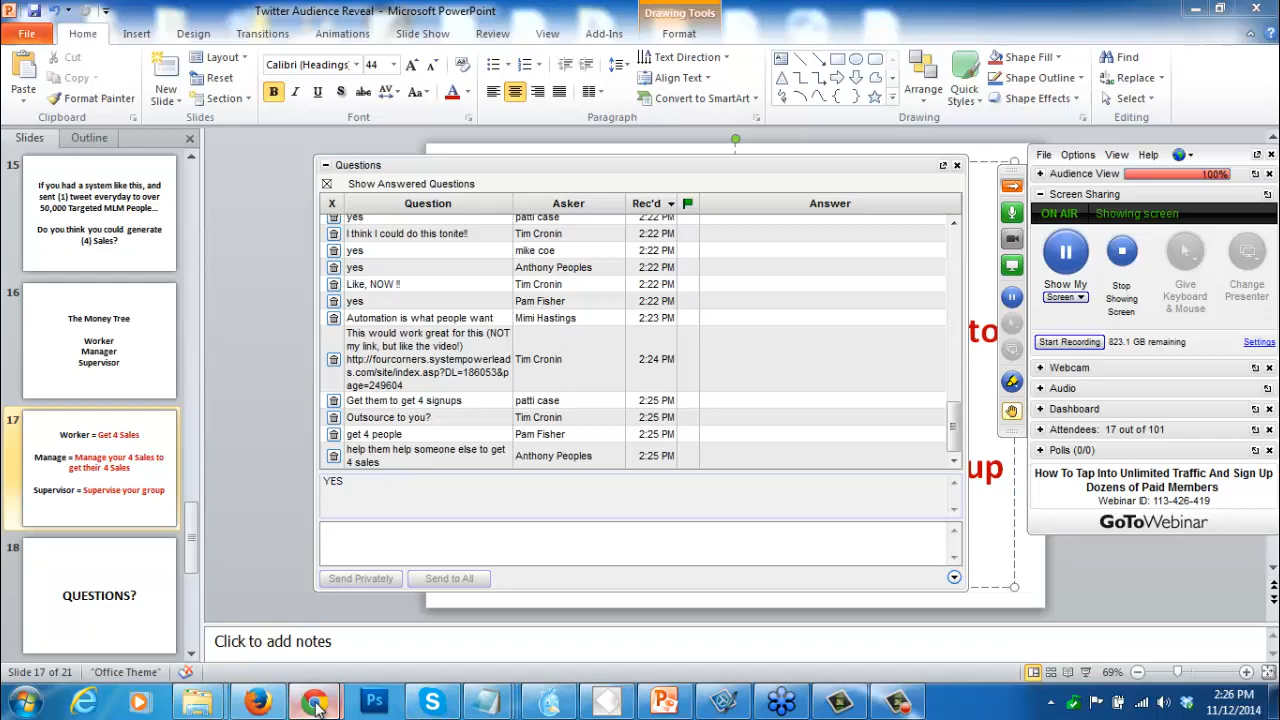 Twitter Audience Reveal - Microsoft PowerPoint
Drawing Tools
File
Home
Insert
Design
Transitions
Animations
Slide Show
Review
View
Add-Ins
Format
Paste
Cut
Copy
Format Painter
Clipboard
New
Slide
Layout
Reset
Section
Slides
Calibri (Headings)
44
B
I
U
S
abc
AV
Aa
A
Font
Text Direction
Align Text
Convert to SmartArt
Paragraph
Arrange
Quick
Styles
Shape Fill
Shape Outline
Shape Effects
Drawing
Find
Replace
Select
Editing
Slides
Outline
15
If you had a system like this, and
sent (1) tweet everyday to over
50,000 Targeted MLM People...
Do you think you could generate
(4) Sales?
16
The Money Tree
Worker
Manager
Supervisor
17
Worker = Get 4 Sales
Manage = Manage your 4 Sales to
get their 4 Sales
Supervisor = Supervise your group
18
QUESTIONS?
to
up
Questions
Show Answered Questions
X Question Asker Rec'd Answer
yes patti case 2:22 PM
I think I could do this tonite!! Tim Cronin 2:22 PM
yes mike coe 2:22 PM
yes Anthony Peoples 2:22 PM
Like, NOW !! Tim Cronin 2:22 PM
yes Pam Fisher 2:22 PM
Automation is what people want Mimi Hastings 2:23 PM
This would work great for this (NOT
my link, but like the video!)
http://fourcorners.systempowerlead Tim Cronin 2:24 PM
s.com/site/index.asp?DL=186053&p
age=249604
Get them to get 4 signups patti case 2:25 PM
Outsource to you? Tim Cronin 2:25 PM
get 4 people Pam Fisher 2:25 PM
help them help someone else to get
4 sales Anthony Peoples 2:25 PM
YES
Send Privately
Send to All
File Options View Help
Audience View 100%
Screen Sharing
ON AIR Showing screen
Show My
Screen
Stop
Showing
Screen
Give
Keyboard
& Mouse
Change
Presenter
Start Recording 823.1 GB remaining Settings
Webcam
Audio
Dashboard
Attendees: 17 out of 101
Polls (0/0)
How To Tap Into Unlimited Traffic And Sign Up
Dozens of Paid Members
Webinar ID: 113-426-419
GoToWebinar
Click to add notes
Slide 17 of 21
"Office Theme"
69%
Ps
2:26 PM
11/12/2014